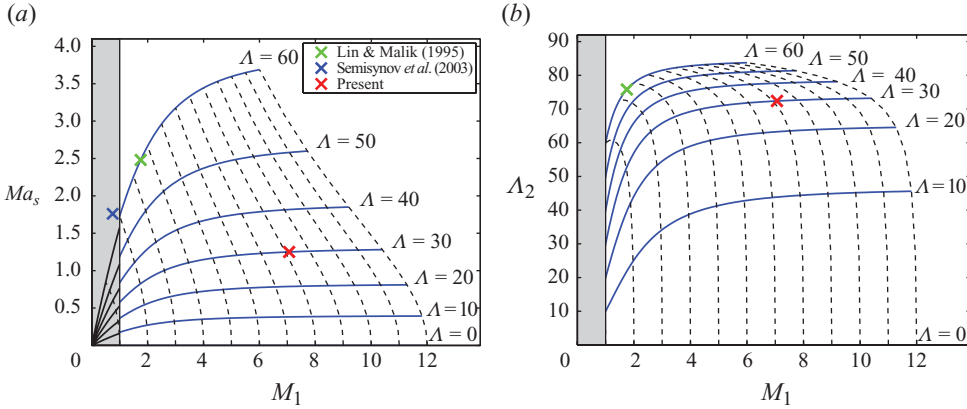 (a)
4.0
3.5
3.0
2.5
2.0
1.5
1.0
0.5
Ma_s
0 2 4 6 8 10 12
M_1
Λ = 60
Λ = 50
Λ = 40
Λ = 30
Λ = 20
Λ = 10
Λ = 0
Lin & Malik (1995)
Semisynov et al. (2003)
Present
(b)
90
80
70
60
50
40
30
20
10
Λ_2
0 2 4 6 8 10 12 14
M_1
Λ = 60
Λ = 50
Λ = 40
Λ = 30
Λ = 20
Λ = 10
Λ = 0